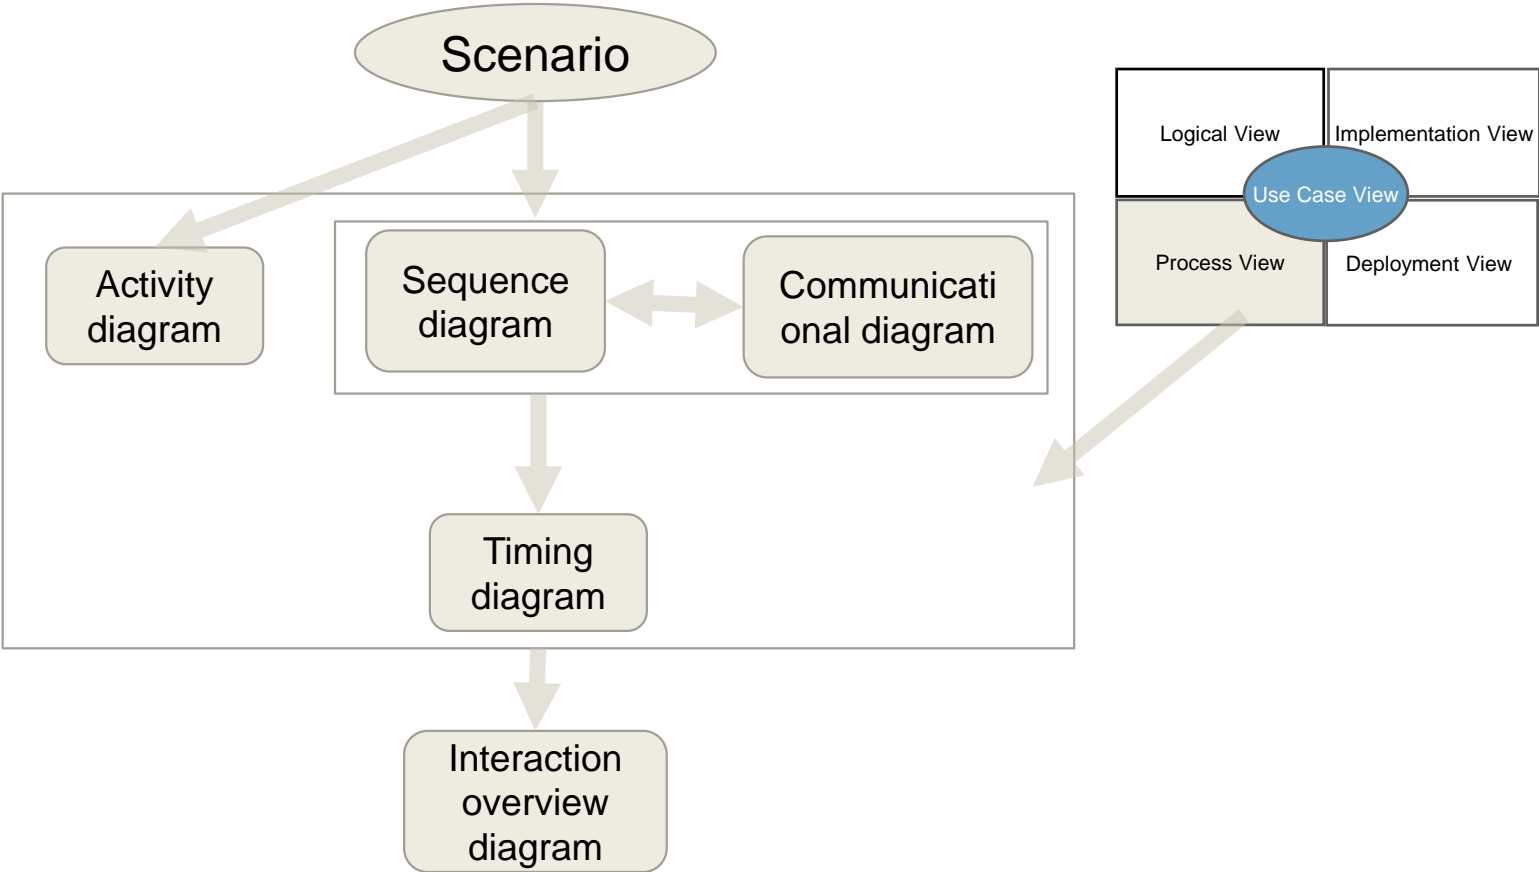 Scenario
Logical View
Implementation View
Use Case View
Process View
Deployment View
Activity
diagram
Sequence
diagram
Communicati
onal diagram
Timing
diagram
Interaction
overview
diagram